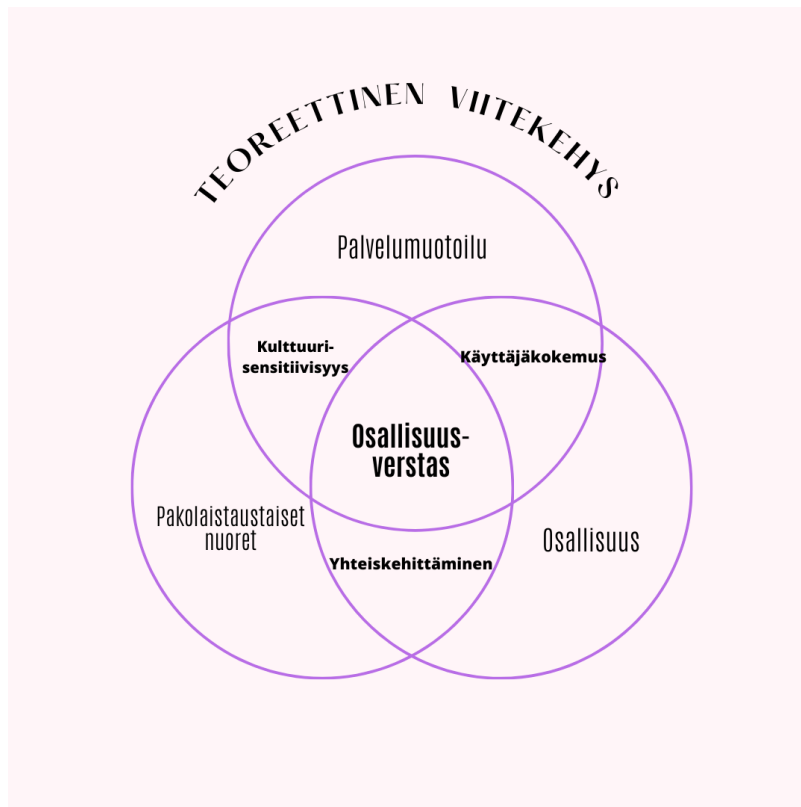 TEOREETTINEN VIITEKEHYS
Palvelumuotoilu
Kulttuuri-
sensitiivisyys
Käyttäjäkokemus
Osallisuus-
verstas
Pakolaistaustaiset
nuoret
Osallisuus
Yhteiskehittäminen